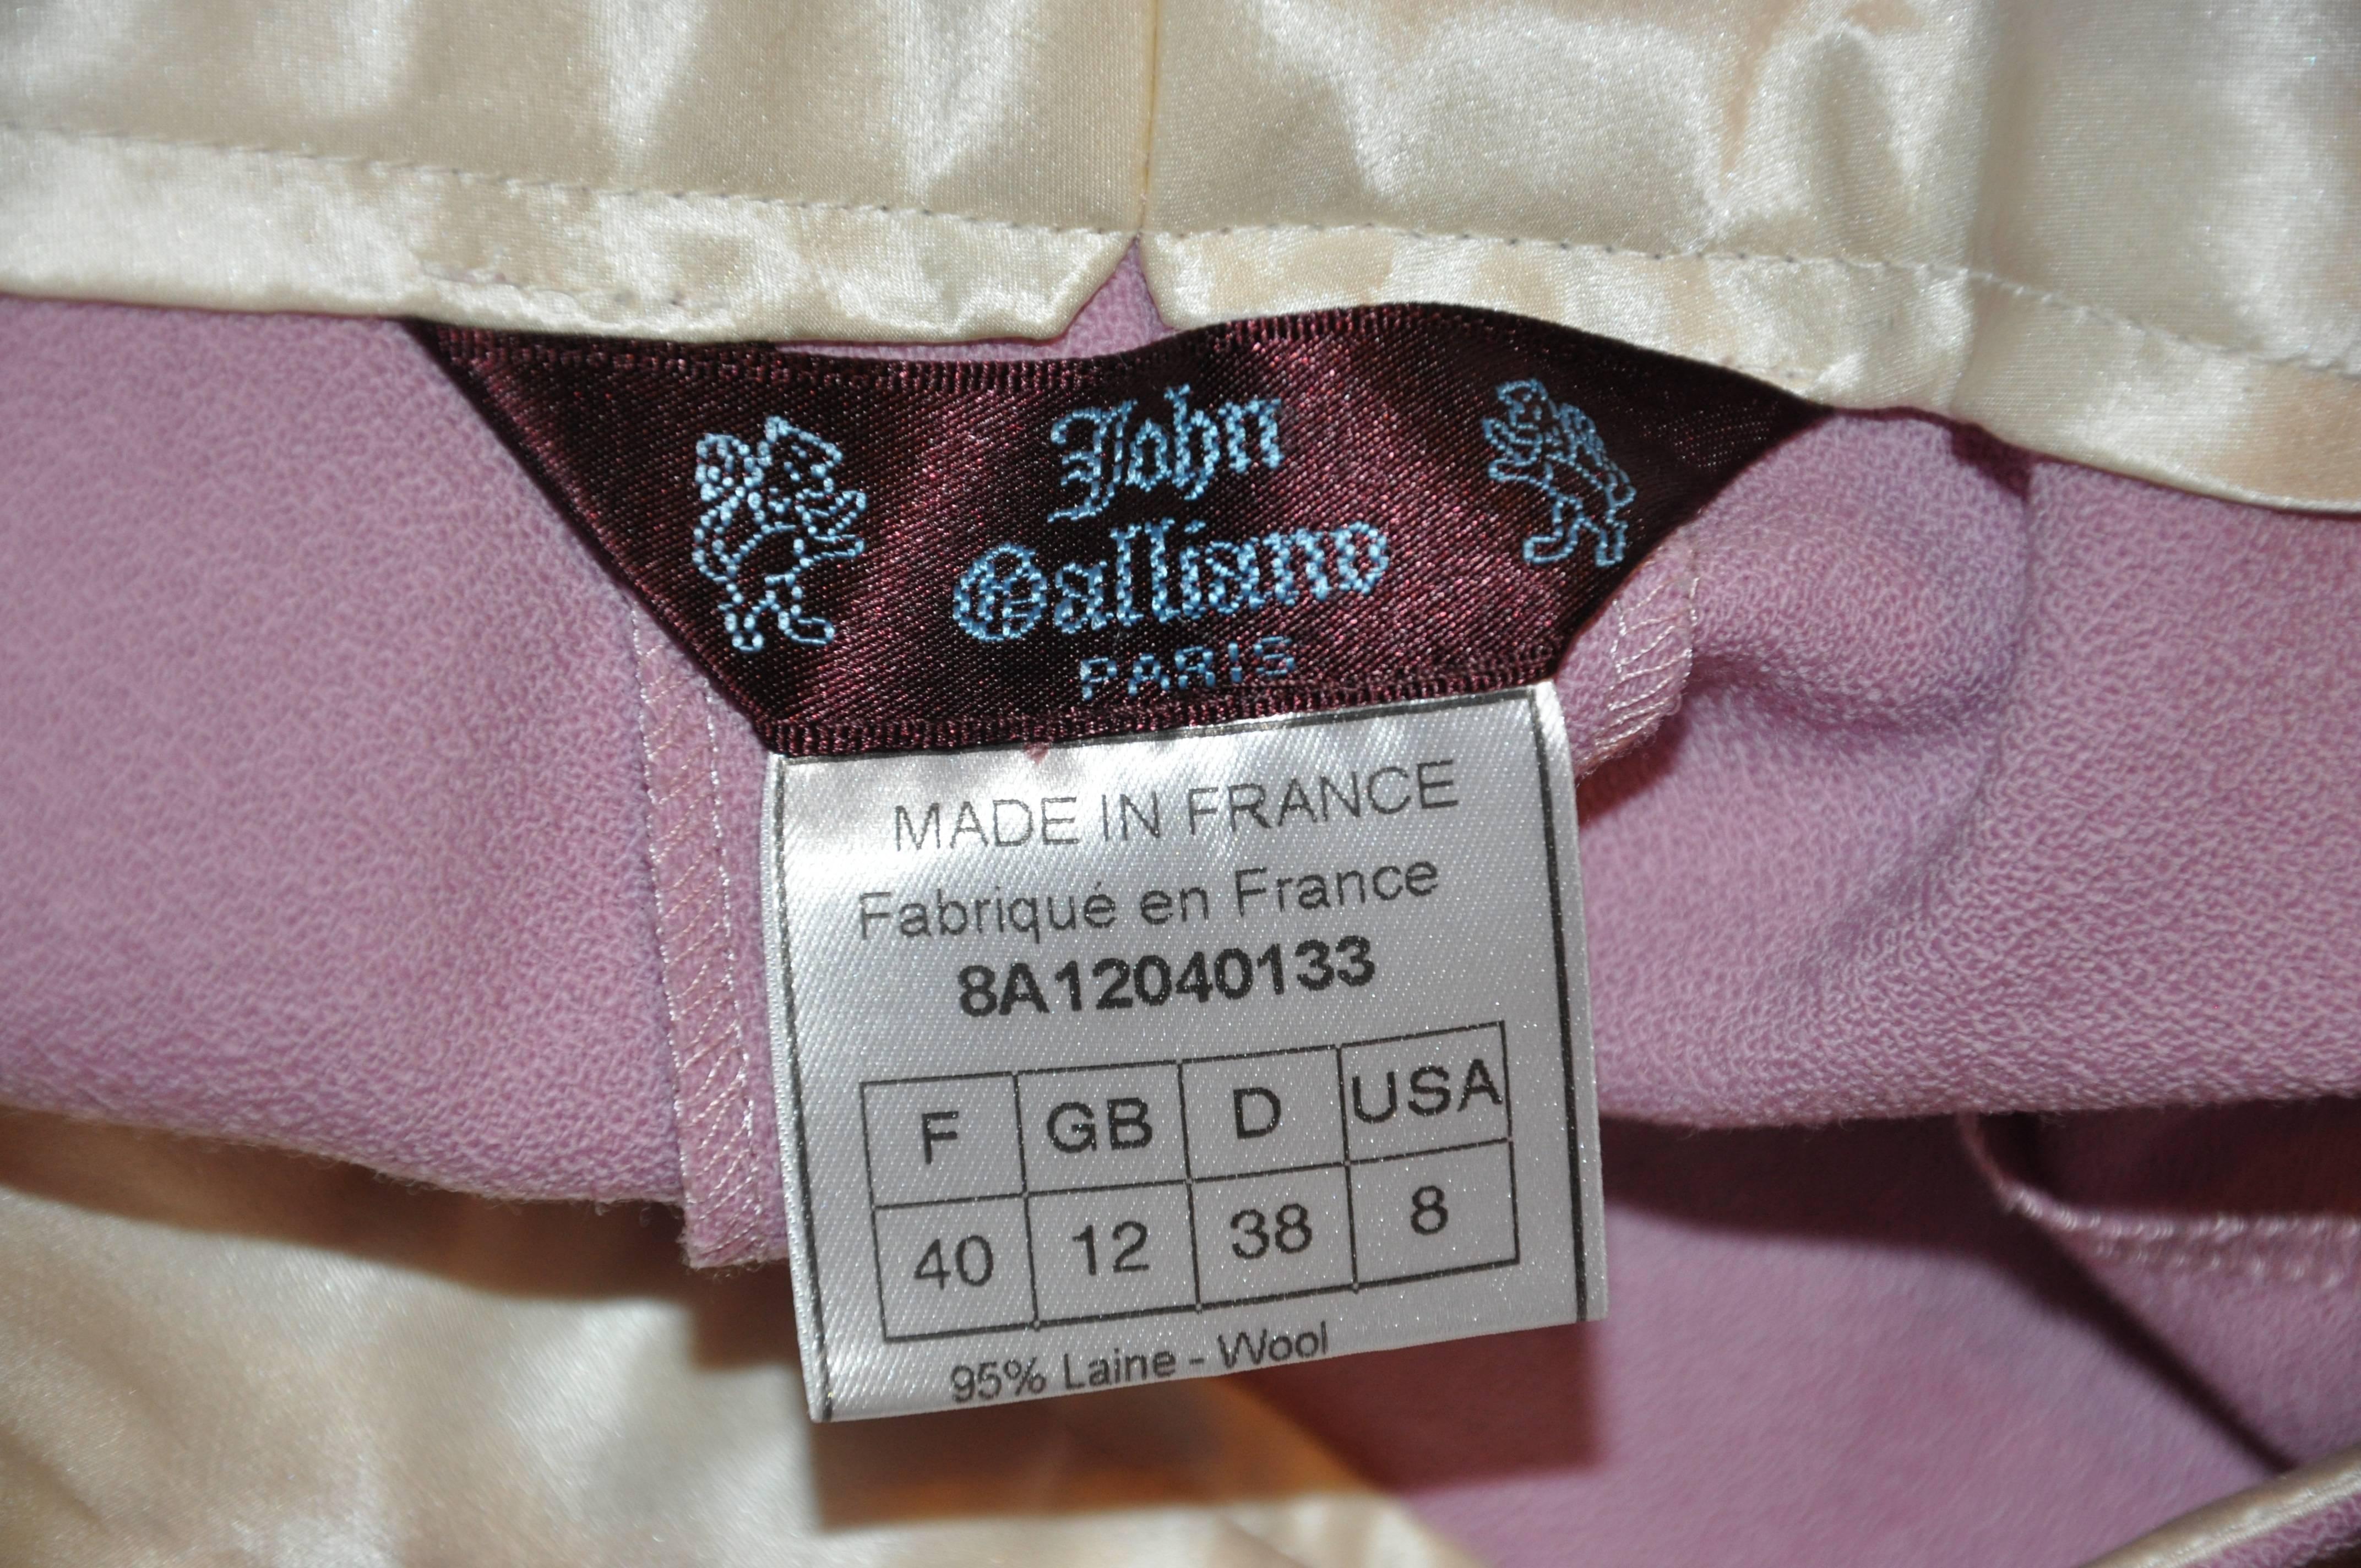 John
Galliano
PARIS
MADE IN FRANCE
Fabriqué en France
8A12040133
F GB D USA
40 12 38 8
95% Laine - Wool